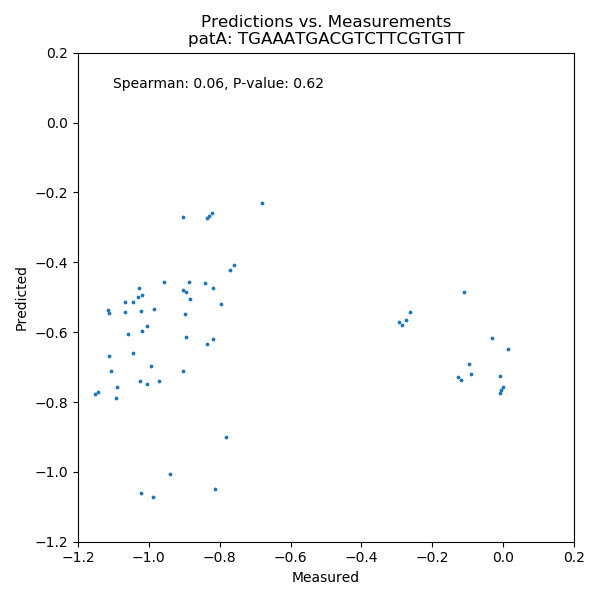 Predictions vs. Measurements
patA: TGAAATGACGTCTTCGTGTT
Spearman: 0.06, P-value: 0.62
0.2
0.0
−0.2
−0.4
−0.6
−0.8
−1.0
−1.2
Predicted
−1.2 −1.0 −0.8 −0.6 −0.4 −0.2 0.0 0.2
Measured